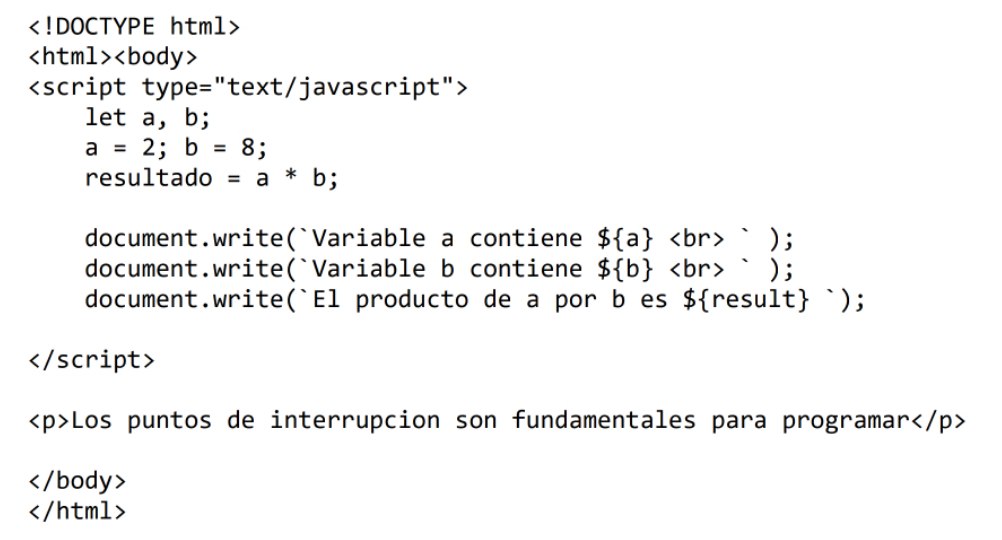 <!DOCTYPE html>
<html><body>
<script type="text/javascript">
let a, b;
a = 2; b = 8;
resultado = a * b;
document.write(`Variable a contiene ${a} <br> ` );
document.write(`Variable b contiene ${b} <br> ` );
document.write(`El producto de a por b es ${result} `);
</script>
<p>Los puntos de interrupcion son fundamentales para programar</p>
</body>
</html>